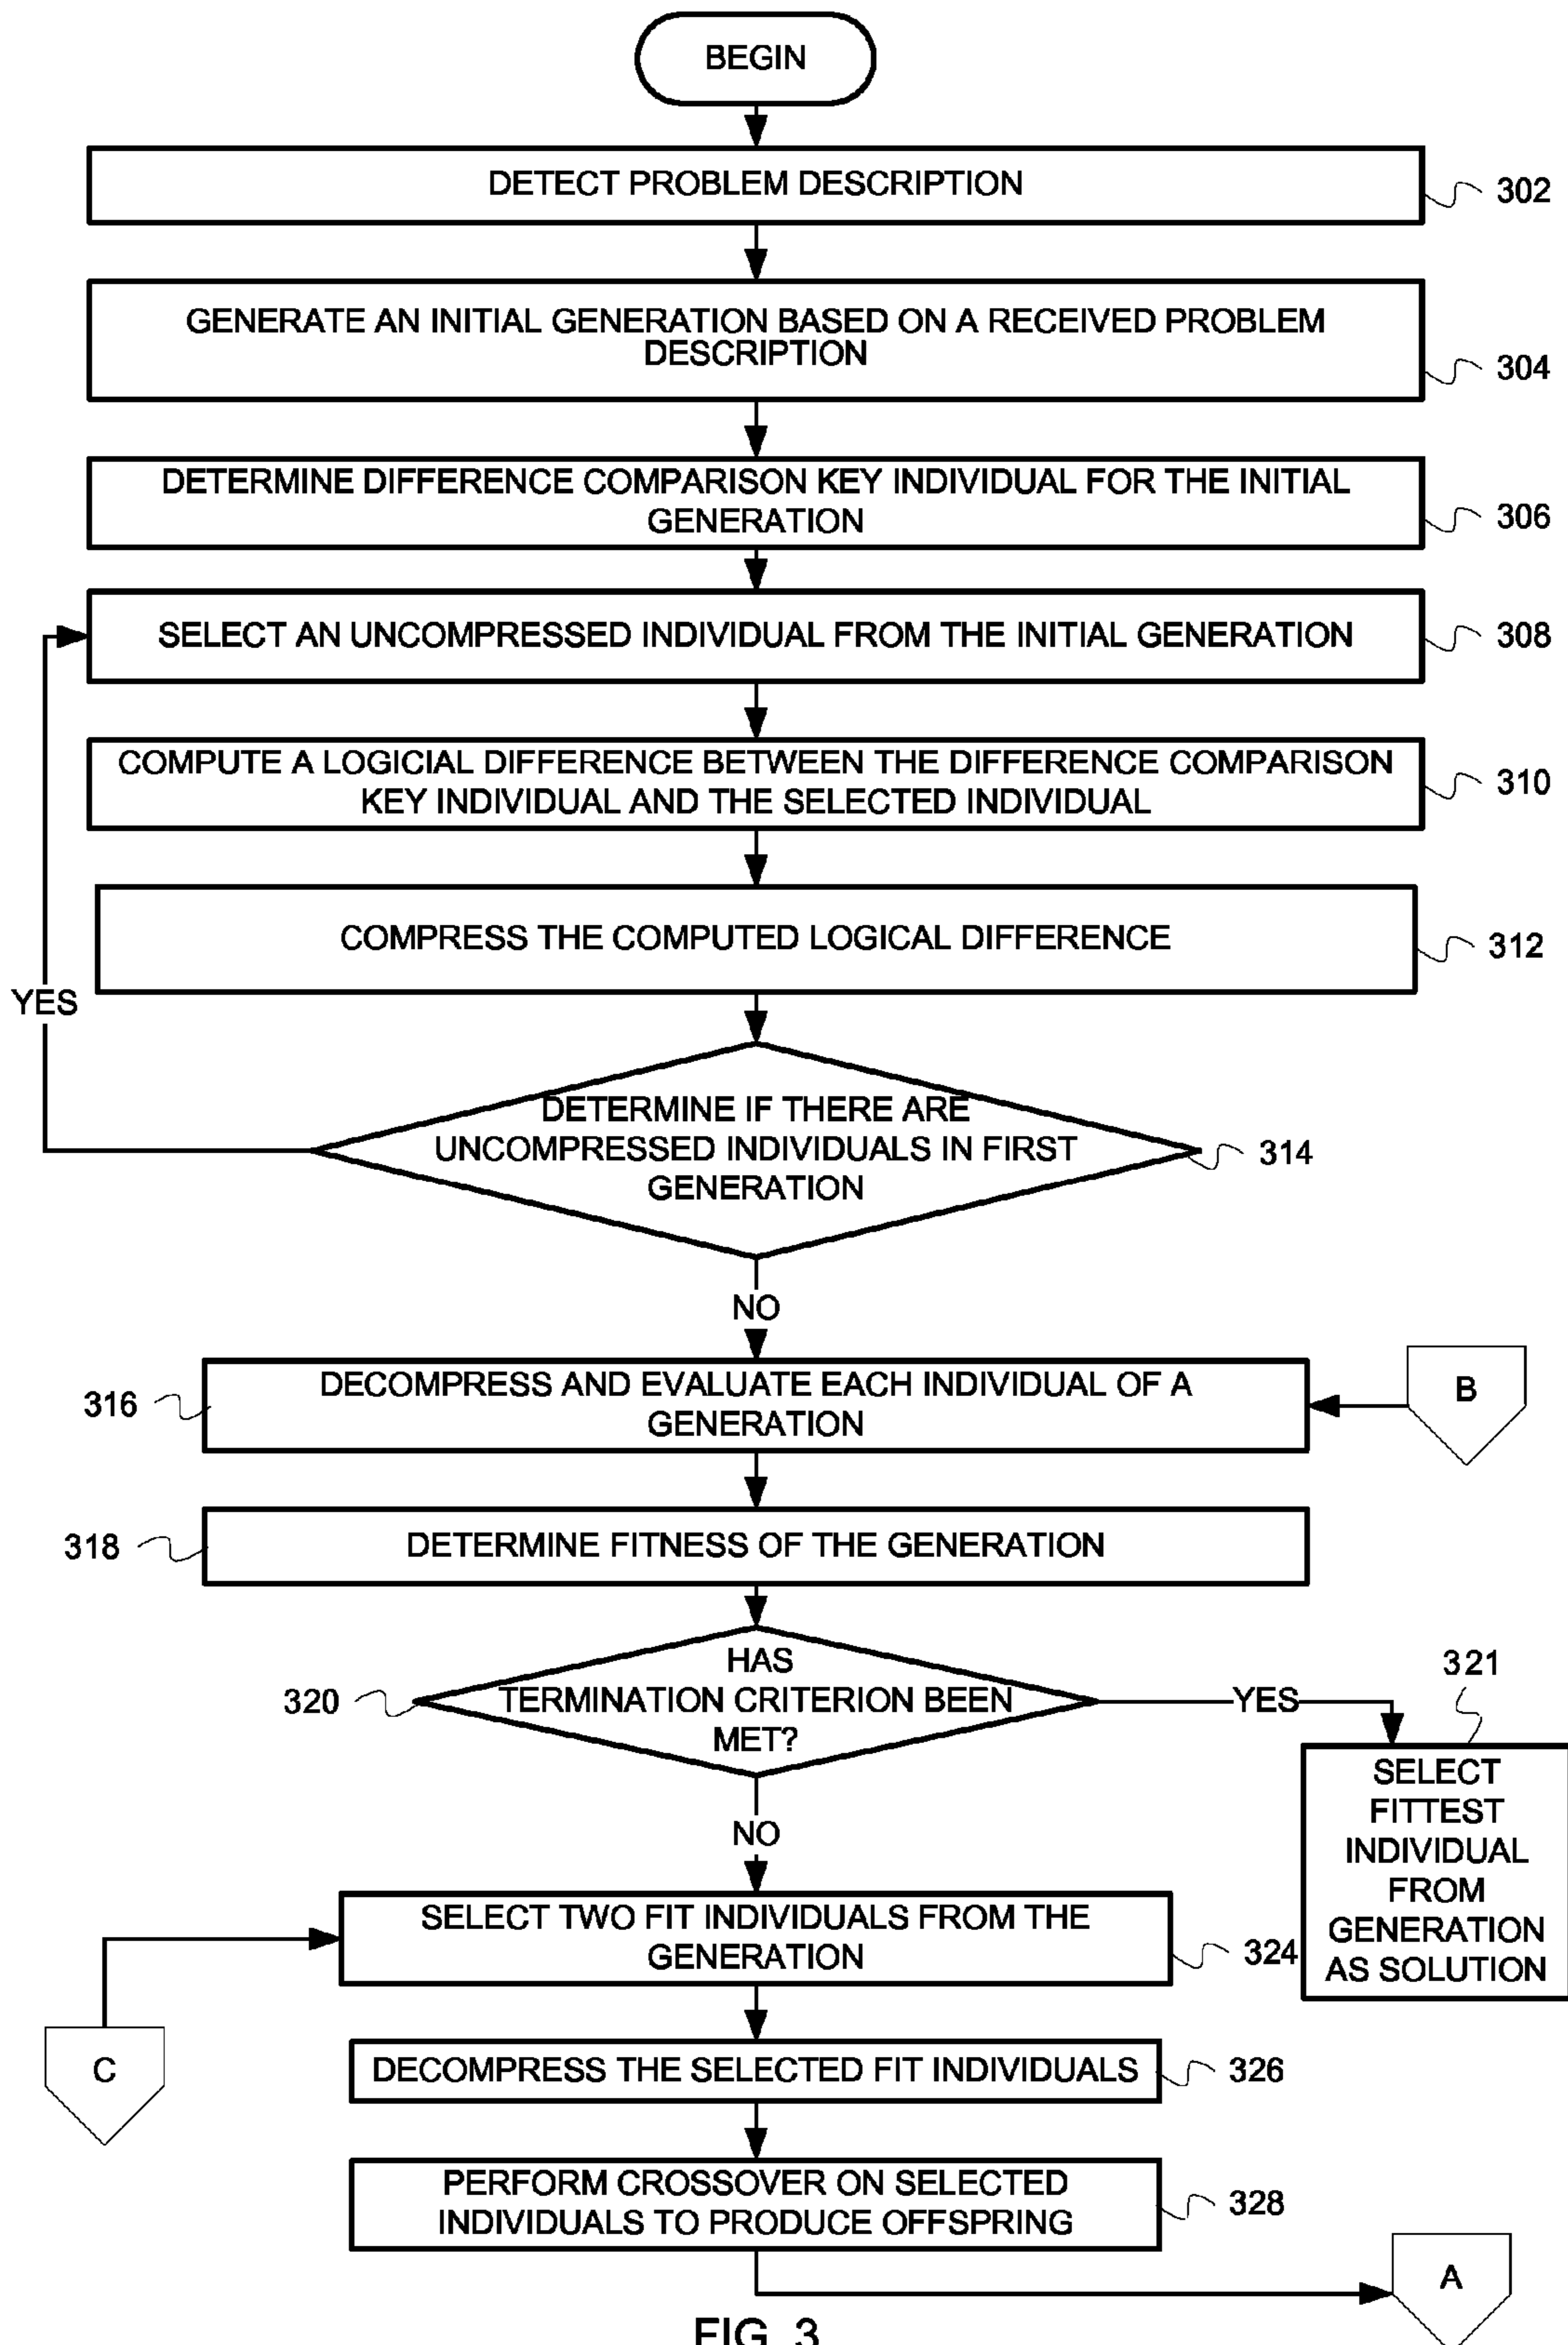 BEGIN
DETECT PROBLEM DESCRIPTION
302
GENERATE AN INITIAL GENERATION BASED ON A RECEIVED PROBLEM
DESCRIPTION
304
DETERMINE DIFFERENCE COMPARISON KEY INDIVIDUAL FOR THE INITIAL
GENERATION
306
SELECT AN UNCOMPRESSED INDIVIDUAL FROM THE INITIAL GENERATION
308
COMPUTE A LOGICIAL DIFFERENCE BETWEEN THE DIFFERENCE COMPARISON
KEY INDIVIDUAL AND THE SELECTED INDIVIDUAL
310
COMPRESS THE COMPUTED LOGICAL DIFFERENCE
312
YES
DETERMINE IF THERE ARE
UNCOMPRESSED INDIVIDUALS IN FIRST
GENERATION
314
NO
316
DECOMPRESS AND EVALUATE EACH INDIVIDUAL OF A
GENERATION
B
318
DETERMINE FITNESS OF THE GENERATION
320
HAS
TERMINATION CRITERION BEEN
MET?
YES
321
SELECT
FITTEST
INDIVIDUAL
FROM
GENERATION
AS SOLUTION
NO
SELECT TWO FIT INDIVIDUALS FROM THE
GENERATION
324
C
DECOMPRESS THE SELECTED FIT INDIVIDUALS
326
PERFORM CROSSOVER ON SELECTED
INDIVIDUALS TO PRODUCE OFFSPRING
328
A
FIG. 3